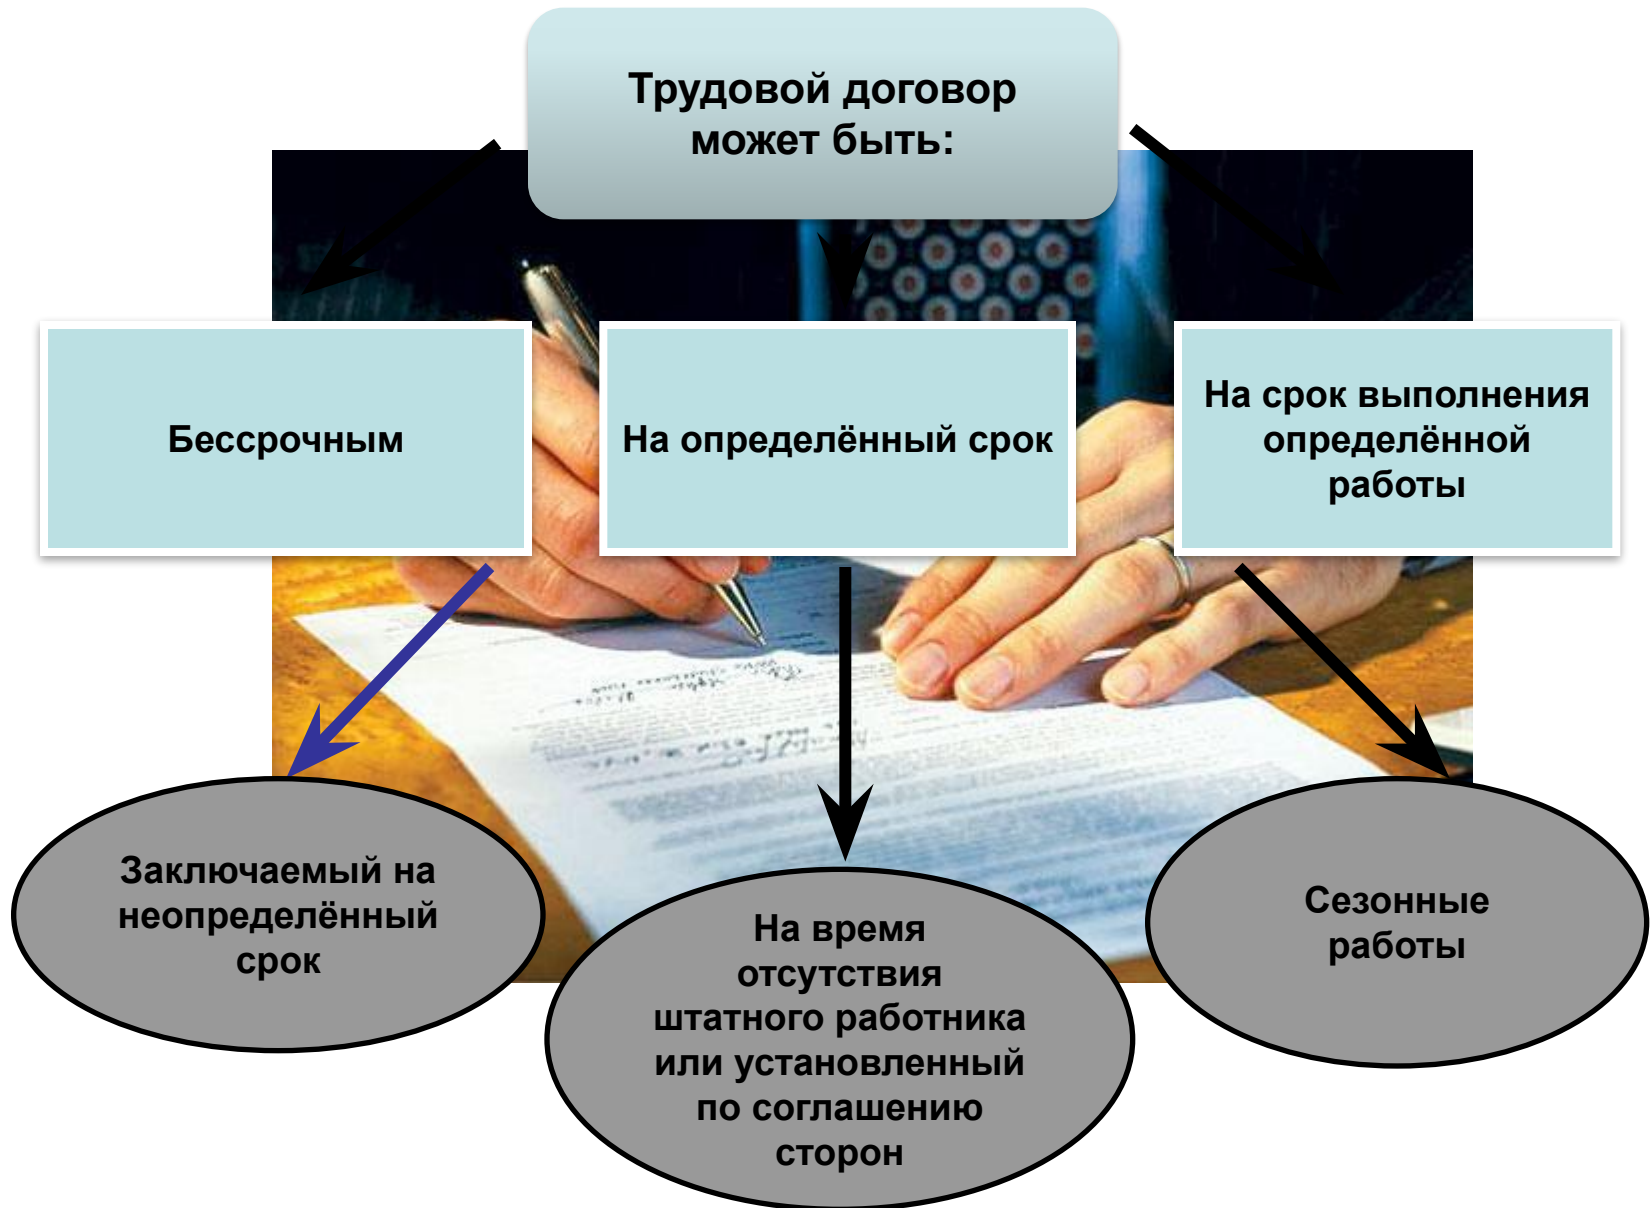 Трудовой договор
может быть:
Бессрочным
На определённый срок
На срок выполнения
определённой
работы
Заключаемый на
неопределённый
срок
На время
отсутствия
штатного работника
или установленный
по соглашению
сторон
Сезонные
работы